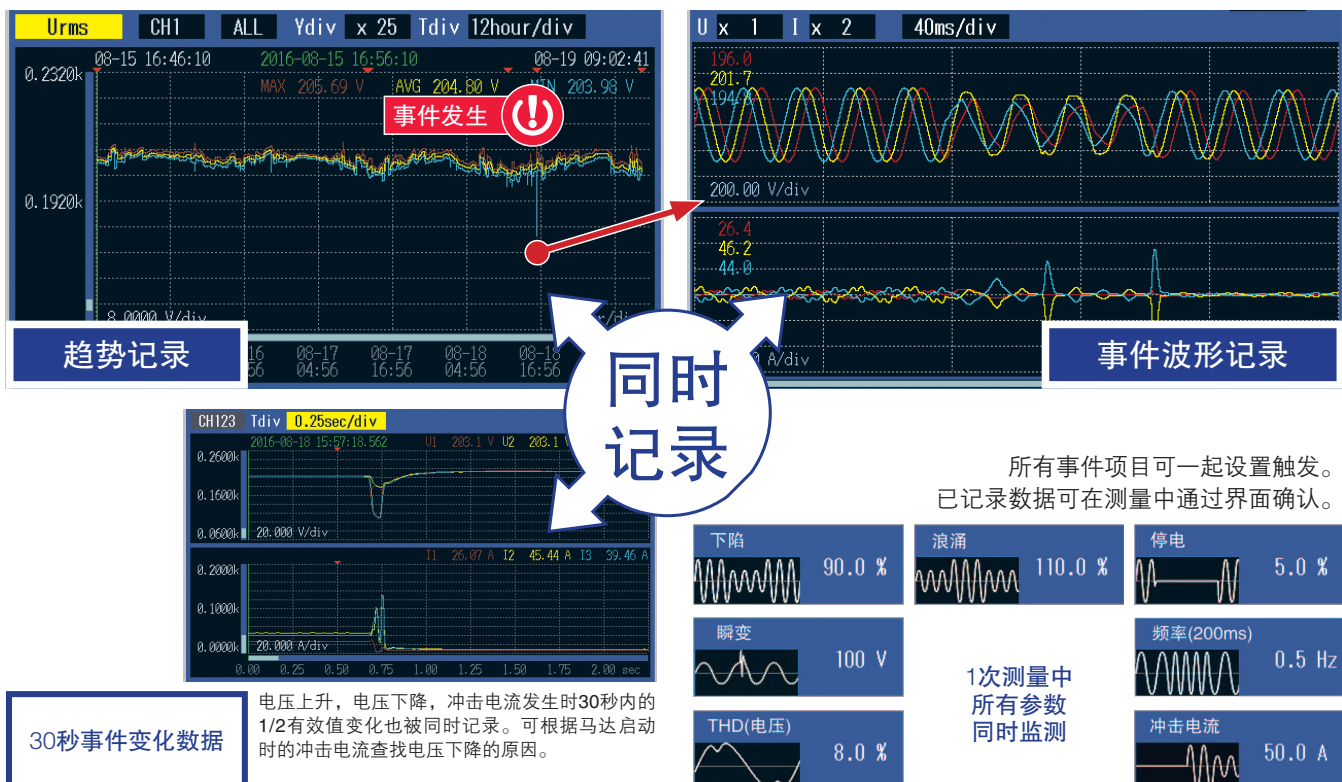 Urms CH1 ALL Ydiv x 25 Tdiv 12hour/div
08-15 16:46:10 2016-08-15 16:56:10 08-19 09:02:41
0.2320k
MAX 205.69 V AVG 204.80 V MIN 203.98 V
事件发生
0.1920k
8.0000 V/div
趋势记录
08-17 08-17 08-18 08-18
04:56 16:56 04:56 16:56
U x 1 I x 2 40ms/div
196.0
201.7
200.00 V/div
26.4
46.2
44.0
A/div
事件波形记录
同时
记录
CH123 Tdiv 0.25sec/div
2016-08-18 15:57:18.562 U1 203.1 V U2 203.1 V
0.2600k
0.1600k
0.0600k
20.000 V/div
I1 26.07 A I2 45.44 A I3 39.46 A
0.2000k
0.1000k
0.0000k
20.000 A/div
0.00 0.25 0.50 0.75 1.00 1.25 1.50 1.75 2.00 sec
30秒事件变化数据
电压上升，电压下降，冲击电流发生时30秒内的
1/2有效值变化也被同时记录。可根据马达启动
时的冲击电流查找电压下降的原因。
所有事件项目可一起设置触发。
已记录数据可在测量中通过界面确认。
下陷
90.0 %
浪涌
110.0 %
停电
5.0 %
瞬变
100 V
1次测量中
所有参数
同时监测
频率(200ms)
0.5 Hz
THD(电压)
8.0 %
冲击电流
50.0 A